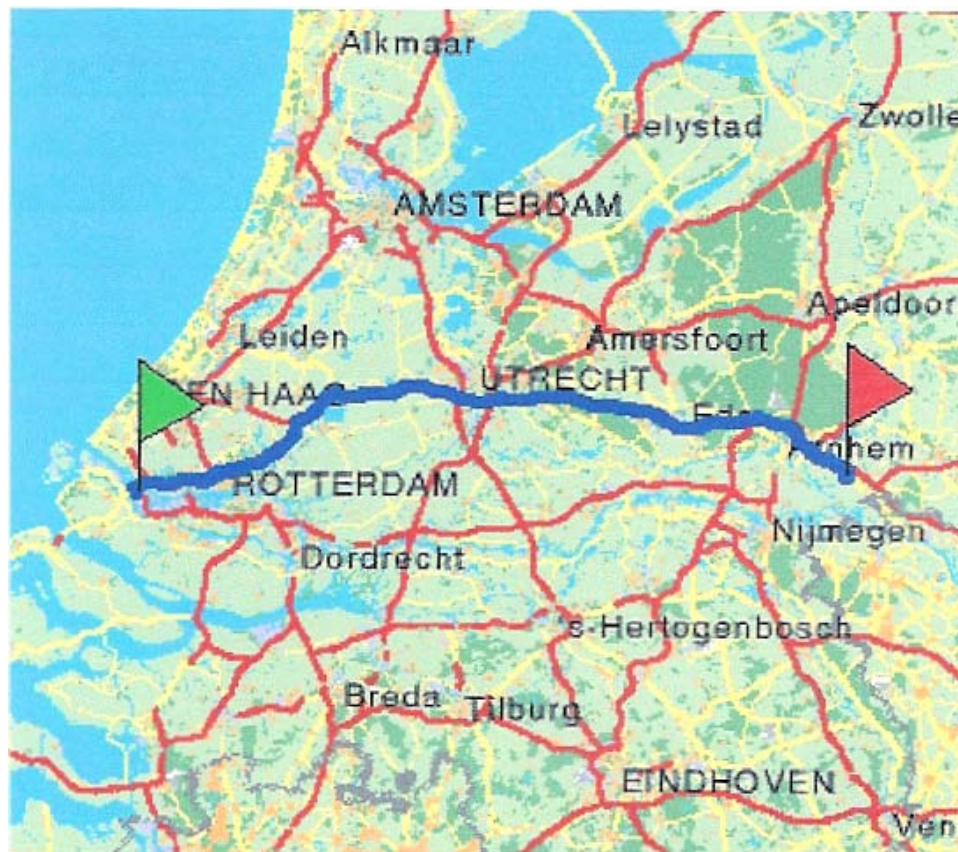 Alkmaar
Lelystad
Zwolle
AMSTERDAM
Apeldoor
Leiden
Amersfoort
EN HAAG
UTRECHT
Ede
Arnhem
ROTTERDAM
Nijmegen
Dordrecht
's-Hertogenbosch
Breda
Tilburg
EINDHOVEN
Ven